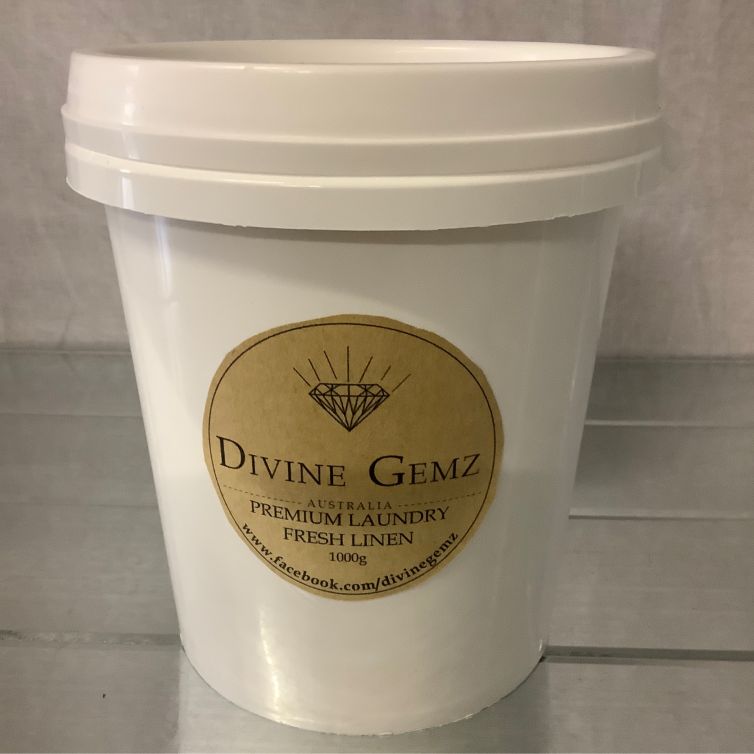 DIVINE GEMZ
AUSTRALIA
PREMIUM LAUNDRY
FRESH LINEN
1000g
www.facebook.com/divinegemz